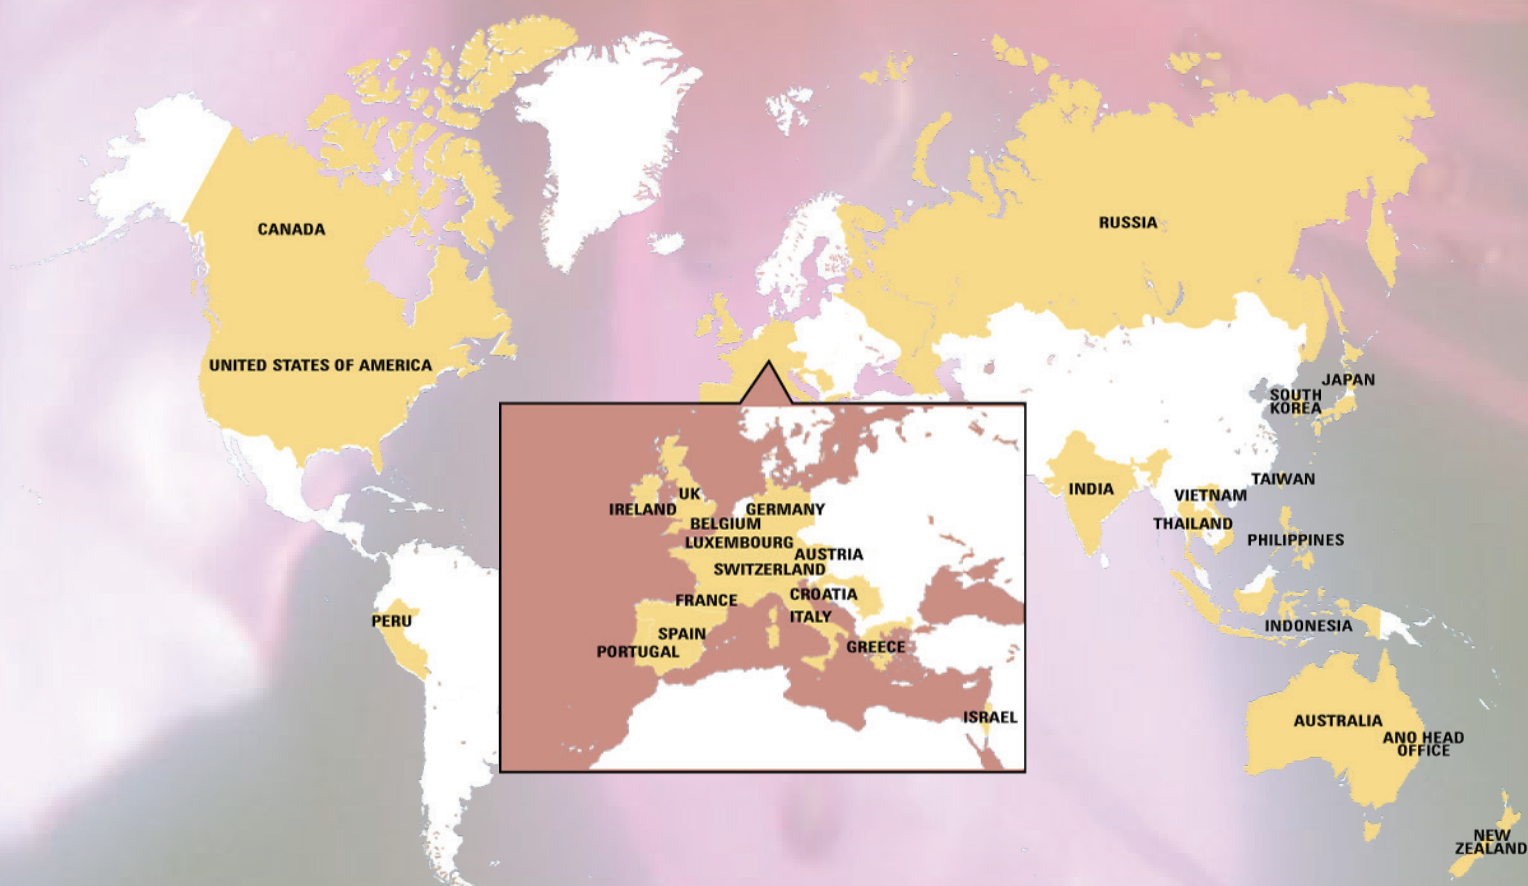 CANADA
RUSSIA
UNITED STATES OF AMERICA
JAPAN
SOUTH
KOREA
TAIWAN
INDIA
VIETNAM
THAILAND
PHILIPPINES
UK
IRELAND
GERMANY
BELGIUM
LUXEMBOURG
AUSTRIA
SWITZERLAND
CROATIA
FRANCE
ITALY
SPAIN
GREECE
PORTUGAL
ISRAEL
PERU
INDONESIA
AUSTRALIA
ANO HEAD
OFFICE
NEW
ZEALAND